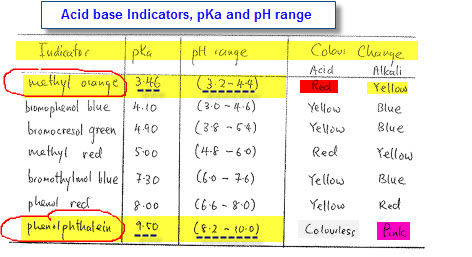 Acid base Indicators, pKa and pH range
Indicator pKa pH range Colour Change
Acid Alkali
methyl orange 3.46 (3.2-4.4) Red Yellow
bromophenol blue 4.10 (3.0-4.6) Yellow Blue
bromocresol green 4.90 (3.8-5.4) Yellow Blue
methyl red 5.00 (4.8-6.0) Red Yellow
bromothylmol blue 7.30 (6.0-7.6) Yellow Blue
phenol red 8.00 (6.6-8.0) Yellow Red
phenolphthalein 9.50 (8.2-10.0) Colourless Pink